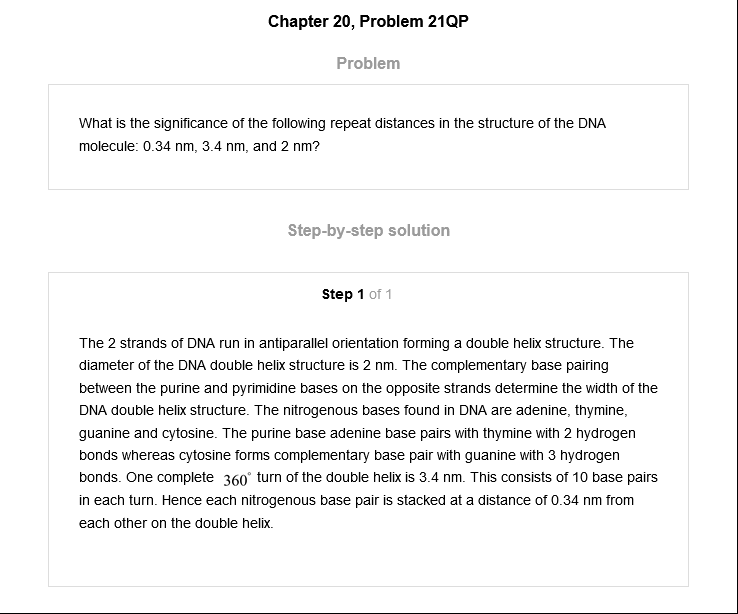 Chapter 20, Problem 21QP
Problem
What is the significance of the following repeat distances in the structure of the DNA
molecule: 0.34 nm, 3.4 nm, and 2 nm?
Step-by-step solution
Step 1 of 1
The 2 strands of DNA run in antiparallel orientation forming a double helix structure. The
diameter of the DNA double helix structure is 2 nm. The complementary base pairing
between the purine and pyrimidine bases on the opposite strands determine the width of the
DNA double helix structure. The nitrogenous bases found in DNA are adenine, thymine,
guanine and cytosine. The purine base adenine base pairs with thymine with 2 hydrogen
bonds whereas cytosine forms complementary base pair with guanine with 3 hydrogen
bonds. One complete 360° turn of the double helix is 3.4 nm. This consists of 10 base pairs
in each turn. Hence each nitrogenous base pair is stacked at a distance of 0.34 nm from
each other on the double helix.